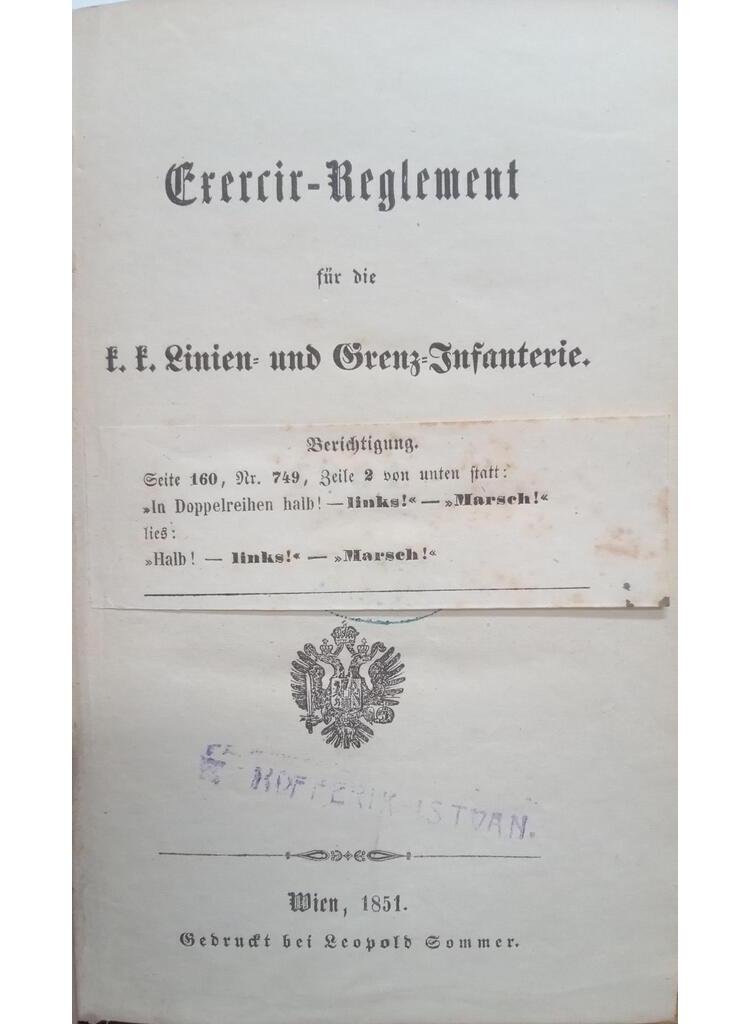 Exercir-Reglement
für die
k. k. Linien- und Grenz-Infanterie.
Berichtigung.
Seite 160, Nr. 749, Zeile 2 von unten statt:
»In Doppelreihen halb! — links!« — »Marsch!«
lies:
»Halb! — links!« — »Marsch!«
ISTVAN.
Wien, 1851.
Gedruckt bei Leopold Sommer.